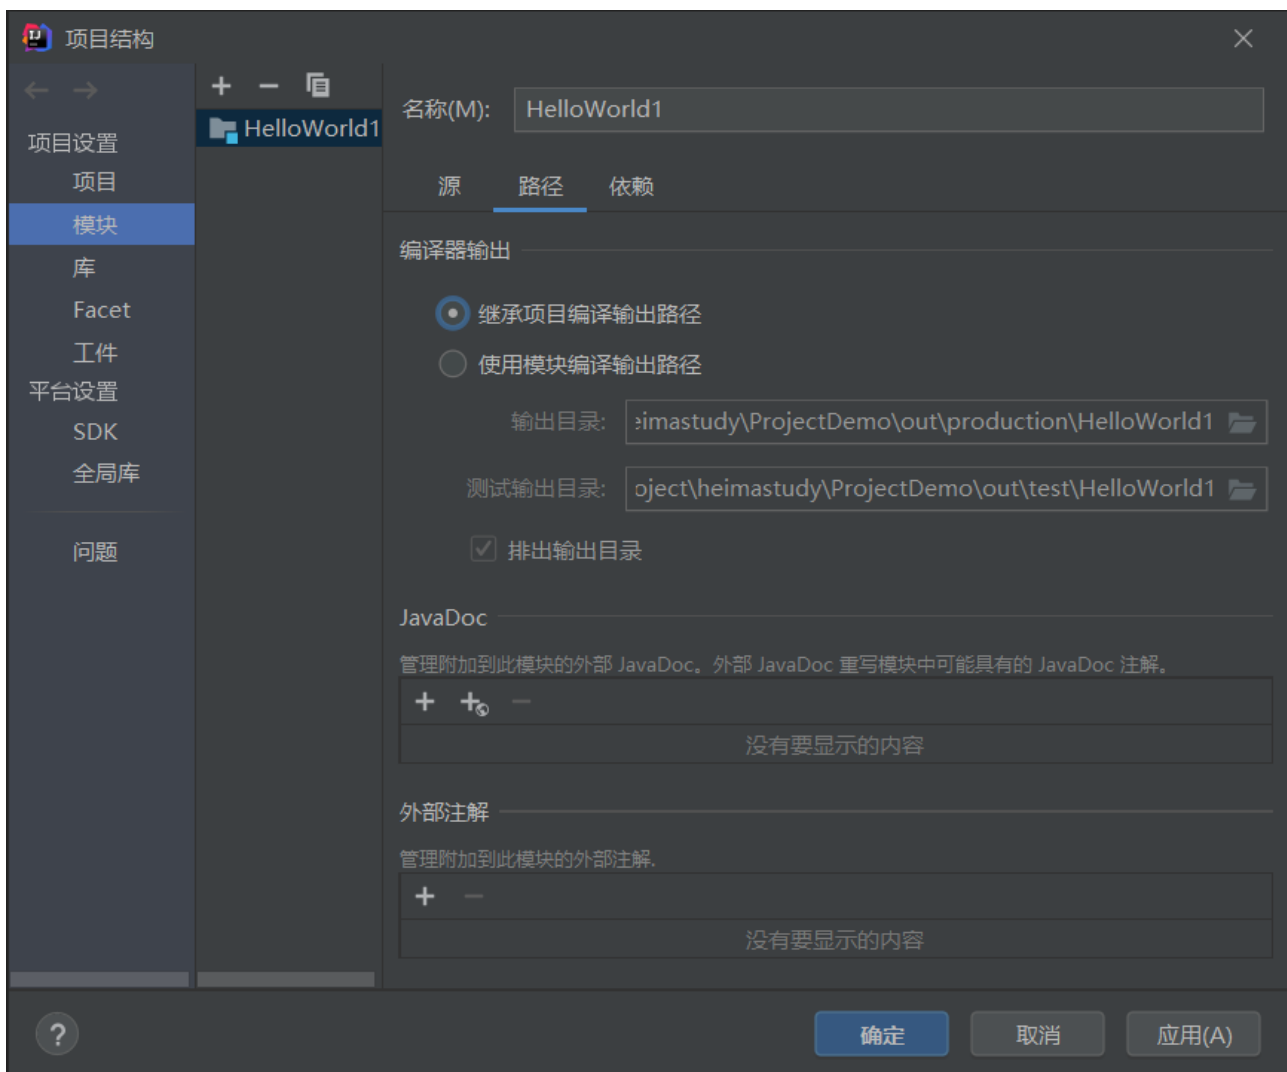 项目结构
项目设置
项目
模块
库
Facet
工件
平台设置
SDK
全局库
问题
HelloWorld1
名称(M): HelloWorld1
源 路径 依赖
编译器输出
继承项目编译输出路径
使用模块编译输出路径
输出目录: eimastudy\ProjectDemo\out\production\HelloWorld1
测试输出目录: oject\heimastudy\ProjectDemo\out\test\HelloWorld1
排出输出目录
JavaDoc
管理附加到此模块的外部 JavaDoc。外部 JavaDoc 重写模块中可能具有的 JavaDoc 注解。
没有要显示的内容
外部注解
管理附加到此模块的外部注解.
没有要显示的内容
? 确定 取消 应用(A)